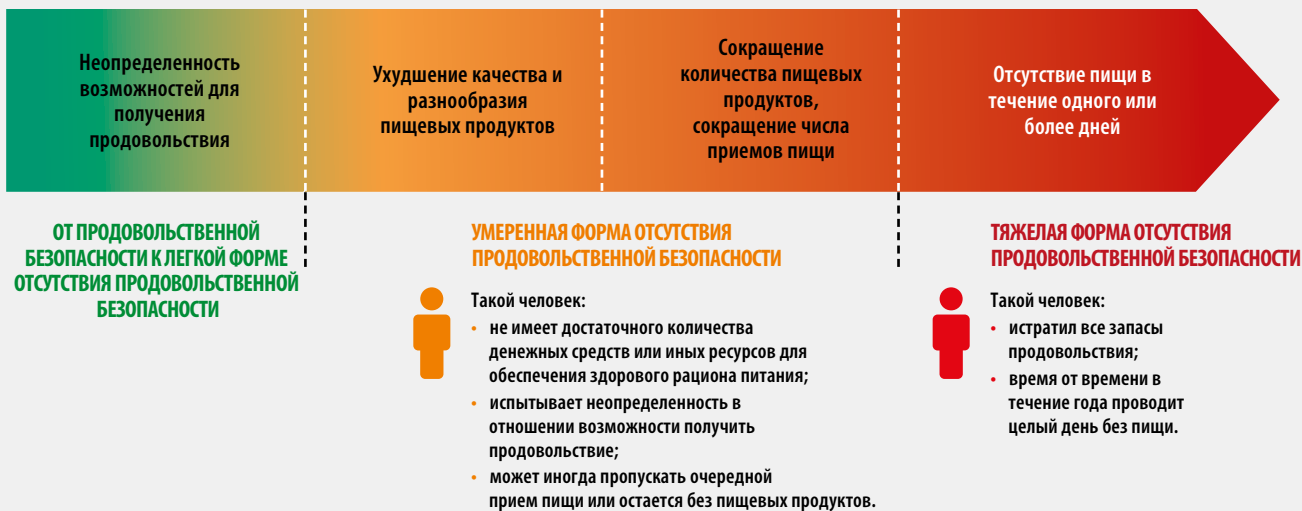 Неопределенность
возможностей для
получения
продовольствия
Ухудшение качества и
разнообразия
пищевых продуктов
Сокращение
количества пищевых
продуктов,
сокращение числа
приемов пищи
Отсутствие пищи в
течение одного или
более дней
ОТ ПРОДОВОЛЬСТВЕННОЙ
БЕЗОПАСНОСТИ К ЛЕГКОЙ ФОРМЕ
ОТСУТСТВИЯ ПРОДОВОЛЬСТВЕННОЙ
БЕЗОПАСНОСТИ
УМЕРЕННАЯ ФОРМА ОТСУТСТВИЯ
ПРОДОВОЛЬСТВЕННОЙ БЕЗОПАСНОСТИ
Такой человек:
• не имеет достаточного количества
денежных средств или иных ресурсов для
обеспечения здорового рациона питания;
• испытывает неопределенность в
отношении возможности получить
продовольствие;
• может иногда пропускать очередной
прием пищи или остается без пищевых продуктов.
ТЯЖЕЛАЯ ФОРМА ОТСУТСТВИЯ
ПРОДОВОЛЬСТВЕННОЙ БЕЗОПАСНОСТИ
Такой человек:
• истратил все запасы
продовольствия;
• время от времени в
течение года проводит
целый день без пищи.